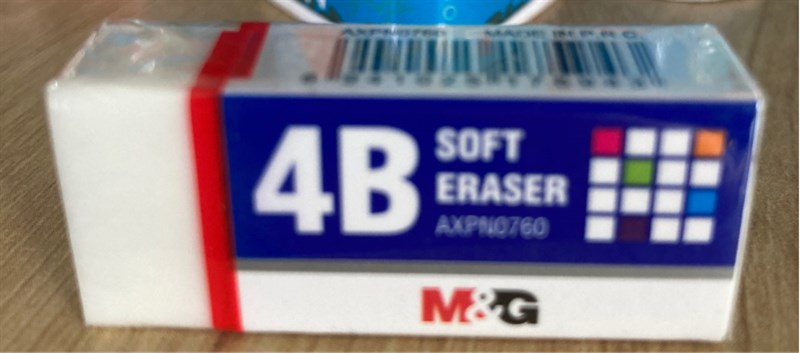 AXPN0760 MADE IN P.R.C.
4B
SOFT
ERASER
AXPN0760
M&G